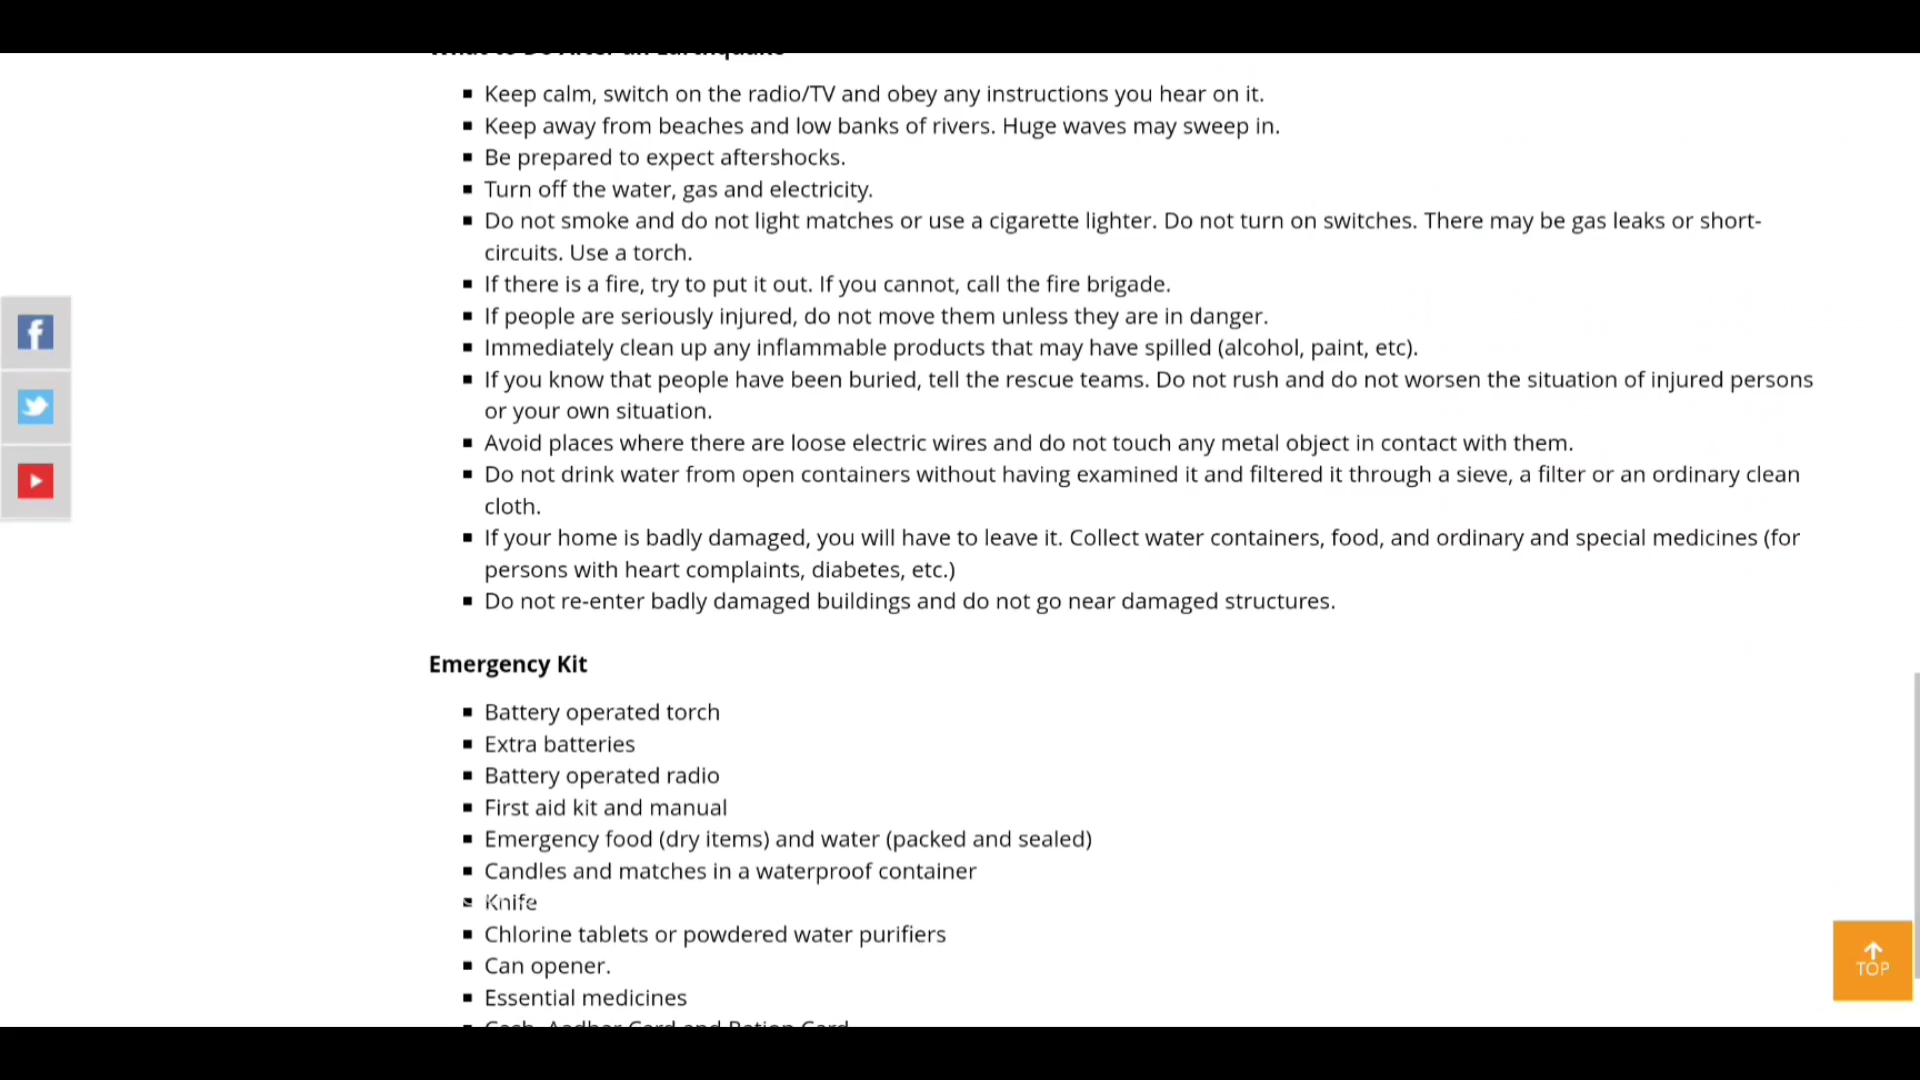 What to Do After an Earthquake
▪ Keep calm, switch on the radio/TV and obey any instructions you hear on it.
▪ Keep away from beaches and low banks of rivers. Huge waves may sweep in.
▪ Be prepared to expect aftershocks.
▪ Turn off the water, gas and electricity.
▪ Do not smoke and do not light matches or use a cigarette lighter. Do not turn on switches. There may be gas leaks or short-
circuits. Use a torch.
▪ If there is a fire, try to put it out. If you cannot, call the fire brigade.
▪ If people are seriously injured, do not move them unless they are in danger.
▪ Immediately clean up any inflammable products that may have spilled (alcohol, paint, etc).
▪ If you know that people have been buried, tell the rescue teams. Do not rush and do not worsen the situation of injured persons
or your own situation.
▪ Avoid places where there are loose electric wires and do not touch any metal object in contact with them.
▪ Do not drink water from open containers without having examined it and filtered it through a sieve, a filter or an ordinary clean
cloth.
▪ If your home is badly damaged, you will have to leave it. Collect water containers, food, and ordinary and special medicines (for
persons with heart complaints, diabetes, etc.)
▪ Do not re-enter badly damaged buildings and do not go near damaged structures.
Emergency Kit
▪ Battery operated torch
▪ Extra batteries
▪ Battery operated radio
▪ First aid kit and manual
▪ Emergency food (dry items) and water (packed and sealed)
▪ Candles and matches in a waterproof container
▪ Knife
▪ Chlorine tablets or powdered water purifiers
▪ Can opener.
▪ Essential medicines
▪ Cash, Aadhar Card and Ration Card
TOP